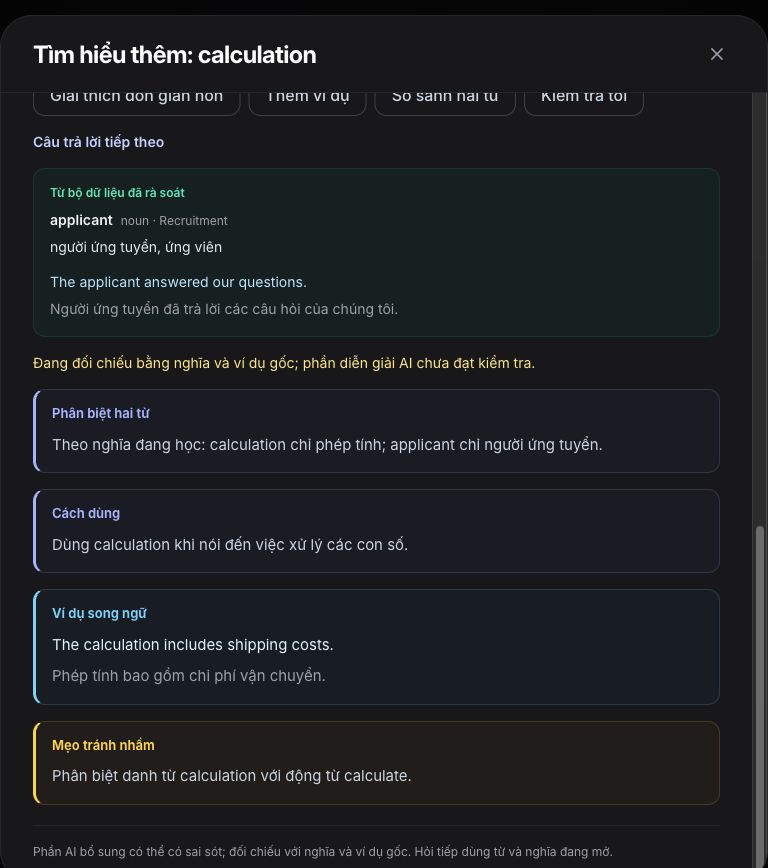 Tìm hiểu thêm: calculation
Giải thích đơn giản hơn
Thêm ví dụ
So sánh hai từ
Kiểm tra tôi
Câu trả lời tiếp theo
Từ bộ dữ liệu đã rà soát
applicant noun · Recruitment
người ứng tuyển, ứng viên
The applicant answered our questions.
Người ứng tuyển đã trả lời các câu hỏi của chúng tôi.
Đang đối chiếu bằng nghĩa và ví dụ gốc; phần diễn giải AI chưa đạt kiểm tra.
Phân biệt hai từ
Theo nghĩa đang học: calculation chỉ phép tính; applicant chỉ người ứng tuyển.
Cách dùng
Dùng calculation khi nói đến việc xử lý các con số.
Ví dụ song ngữ
The calculation includes shipping costs.
Phép tính bao gồm chi phí vận chuyển.
Mẹo tránh nhầm
Phân biệt danh từ calculation với động từ calculate.
Phần AI bổ sung có thể có sai sót; đối chiếu với nghĩa và ví dụ gốc. Hỏi tiếp dùng từ và nghĩa đang mở.